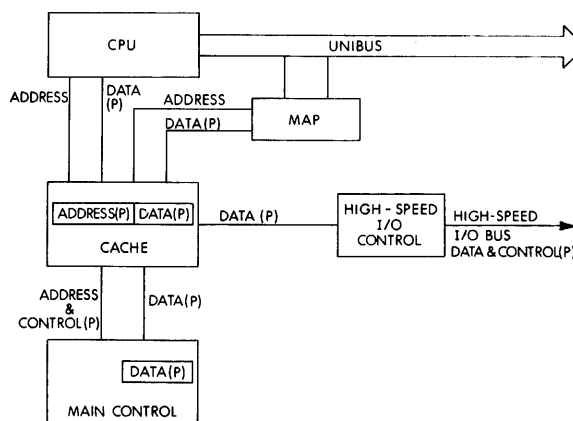 CPU
UNIBUS
ADDRESS
DATA
(P)
ADDRESS
DATA(P)
MAP
ADDRESS(P) DATA(P)
CACHE
DATA (P)
HIGH-SPEED
I/O
CONTROL
HIGH-SPEED
I/O BUS
DATA & CONTROL(P)
ADDRESS
&
CONTROL(P)
DATA(P)
DATA(P)
MAIN CONTROL